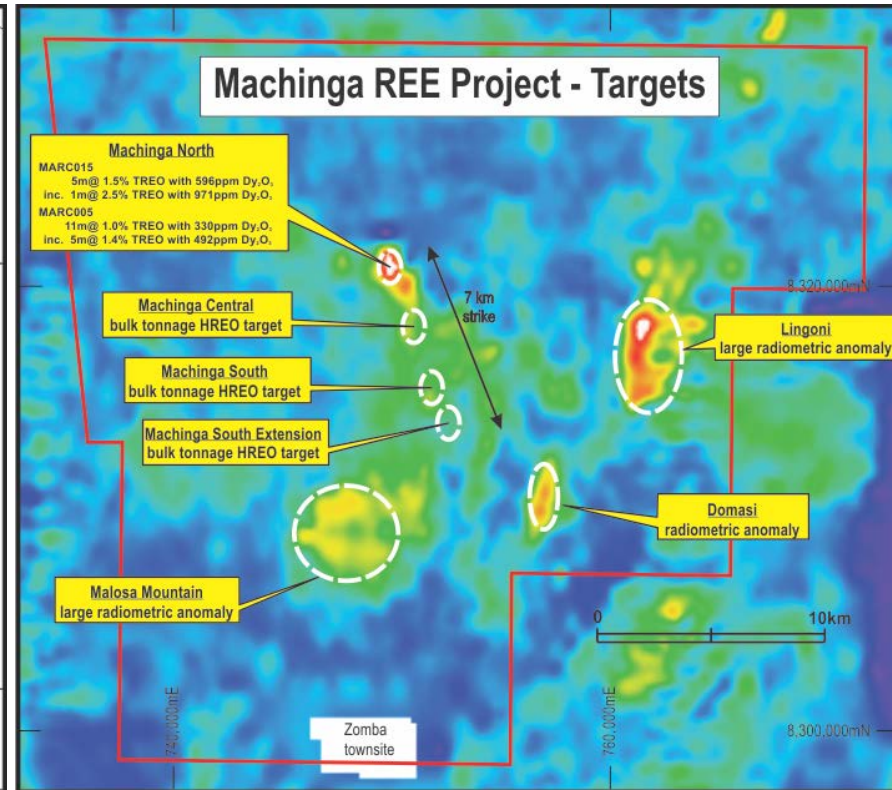 Machinga REE Project - Targets
Machinga North
MARC015
5m@ 1.5% TREO with 596ppm Dy₂O₃
inc. 1m@ 2.5% TREO with 971ppm Dy₂O₃
MARC005
11m@ 1.0% TREO with 330ppm Dy₂O₃
inc. 5m@ 1.4% TREO with 492ppm Dy₂O₃
7 km
strike
8,320,000mN
Machinga Central
bulk tonnage HREO target
Lingoni
large radiometric anomaly
Machinga South
bulk tonnage HREO target
Machinga South Extension
bulk tonnage HREO target
Domasi
radiometric anomaly
Malosa Mountain
large radiometric anomaly
0 10km
740,000mE
760,000mE
Zomba
townsite
8,300,000mN